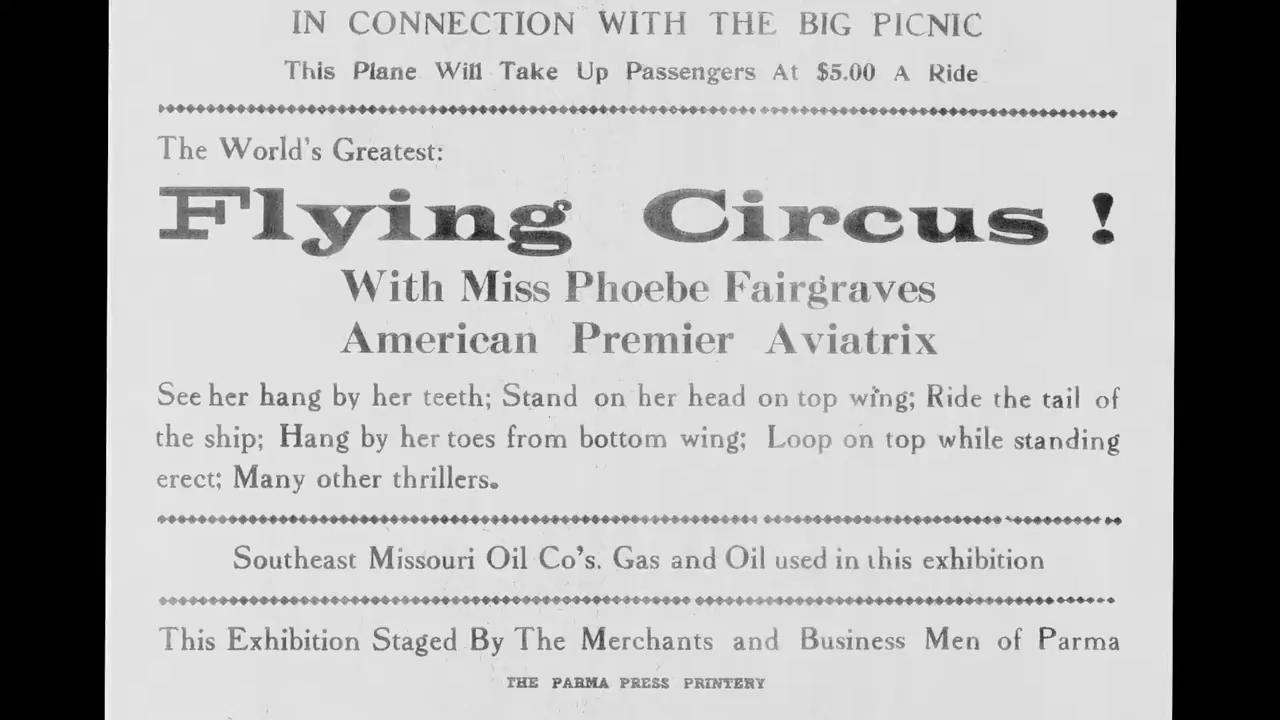 IN CONNECTION WITH THE BIG PICNIC
This Plane Will Take Up Passengers At $5.00 A Ride
The World's Greatest:
Flying Circus !
With Miss Phoebe Fairgraves
American Premier Aviatrix
See her hang by her teeth; Stand on her head on top wing; Ride the tail of
the ship; Hang by her toes from bottom wing; Loop on top while standing
erect; Many other thrillers.
Southeast Missouri Oil Co's. Gas and Oil used in this exhibition
This Exhibition Staged By The Merchants and Business Men of Parma
THE PARMA PRESS PRINTERY